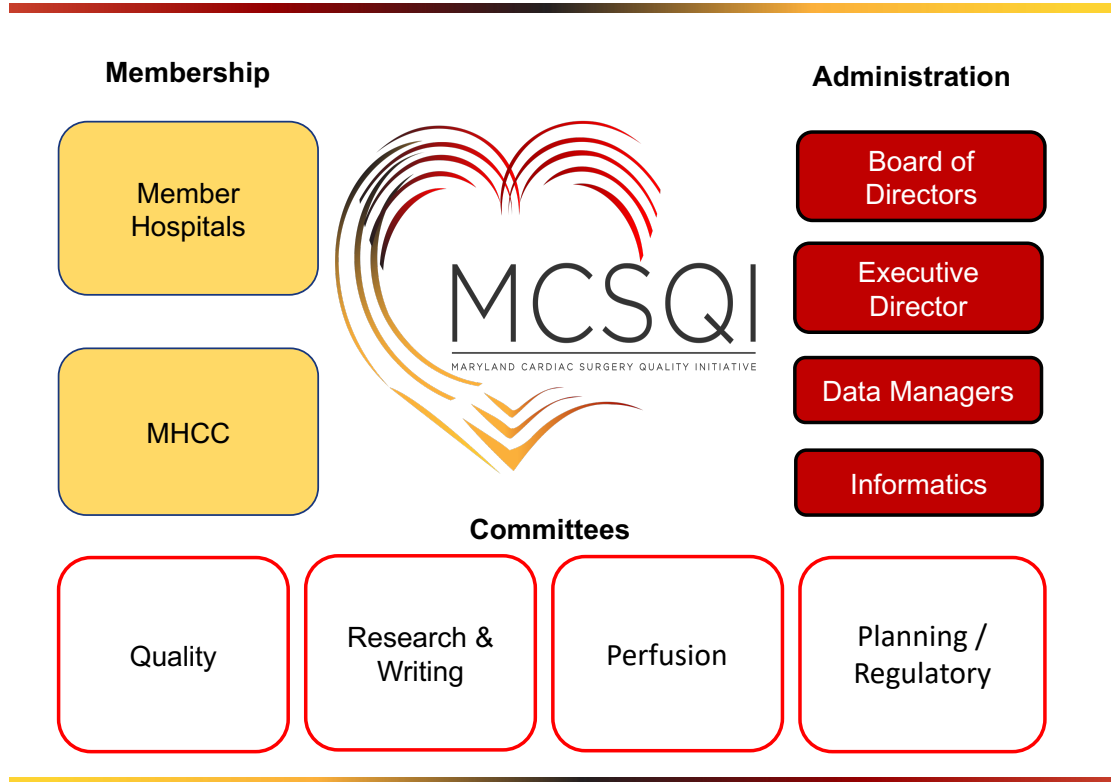 Membership
Administration
Member
Hospitals
MHCC
MCSQI
MARYLAND CARDIAC SURGERY QUALITY INITIATIVE
Board of
Directors
Executive
Director
Data Managers
Informatics
Committees
Quality
Research &
Writing
Perfusion
Planning /
Regulatory